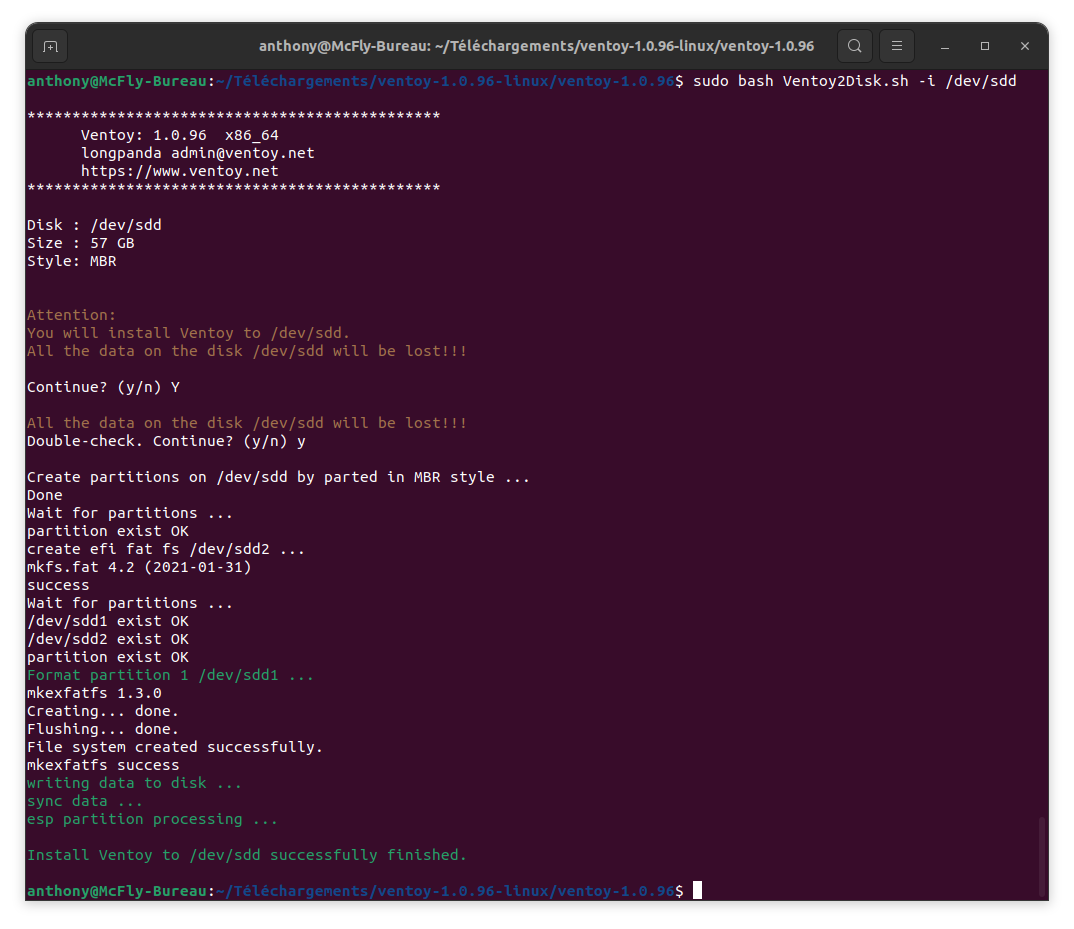 anthony@McFly-Bureau: ~/Téléchargements/ventoy-1.0.96-linux/ventoy-1.0.96
anthony@McFly-Bureau:~/Téléchargements/ventoy-1.0.96-linux/ventoy-1.0.96$ sudo bash Ventoy2Disk.sh -i /dev/sdd
**********************************************
Ventoy: 1.0.96  x86_64
longpanda admin@ventoy.net
https://www.ventoy.net
**********************************************
Disk : /dev/sdd
Size : 57 GB
Style: MBR
Attention:
You will install Ventoy to /dev/sdd.
All the data on the disk /dev/sdd will be lost!!!
Continue? (y/n) Y
All the data on the disk /dev/sdd will be lost!!!
Double-check. Continue? (y/n) y
Create partitions on /dev/sdd by parted in MBR style ...
Done
Wait for partitions ...
partition exist OK
create efi fat fs /dev/sdd2 ...
mkfs.fat 4.2 (2021-01-31)
success
Wait for partitions ...
/dev/sdd1 exist OK
/dev/sdd2 exist OK
partition exist OK
Format partition 1 /dev/sdd1 ...
mkexfatfs 1.3.0
Creating... done.
Flushing... done.
File system created successfully.
mkexfatfs success
writing data to disk ...
sync data ...
esp partition processing ...
Install Ventoy to /dev/sdd successfully finished.
anthony@McFly-Bureau:~/Téléchargements/ventoy-1.0.96-linux/ventoy-1.0.96$